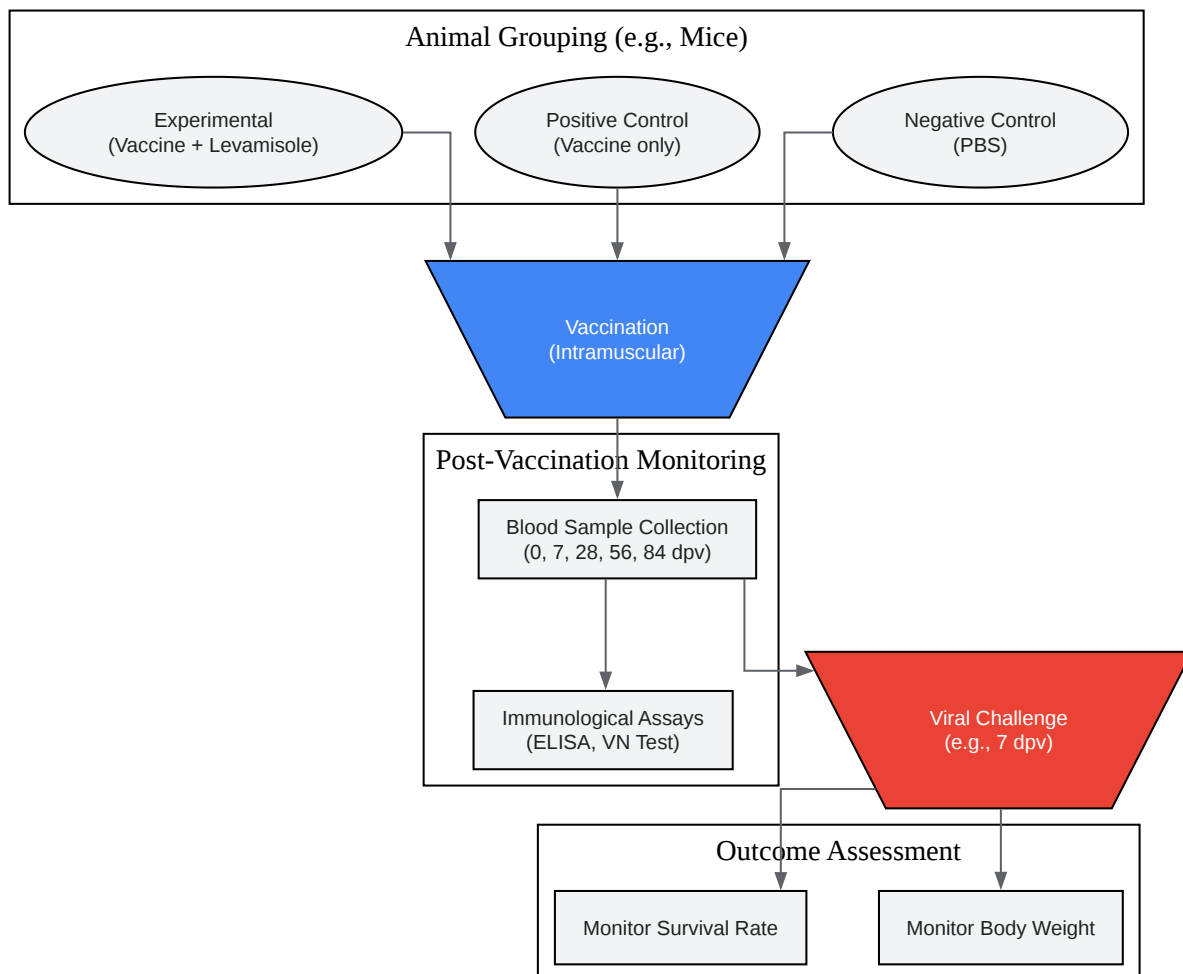 Animal Grouping (e.g., Mice)
Experimental
(Vaccine + Levamisole)
Positive Control
(Vaccine only)
Negative Control
(PBS)
Vaccination
(Intramuscular)
Post-Vaccination Monitoring
Blood Sample Collection
(0, 7, 28, 56, 84 dpv)
Immunological Assays
(ELISA, VN Test)
Viral Challenge
(e.g., 7 dpv)
Outcome Assessment
Monitor Survival Rate
Monitor Body Weight